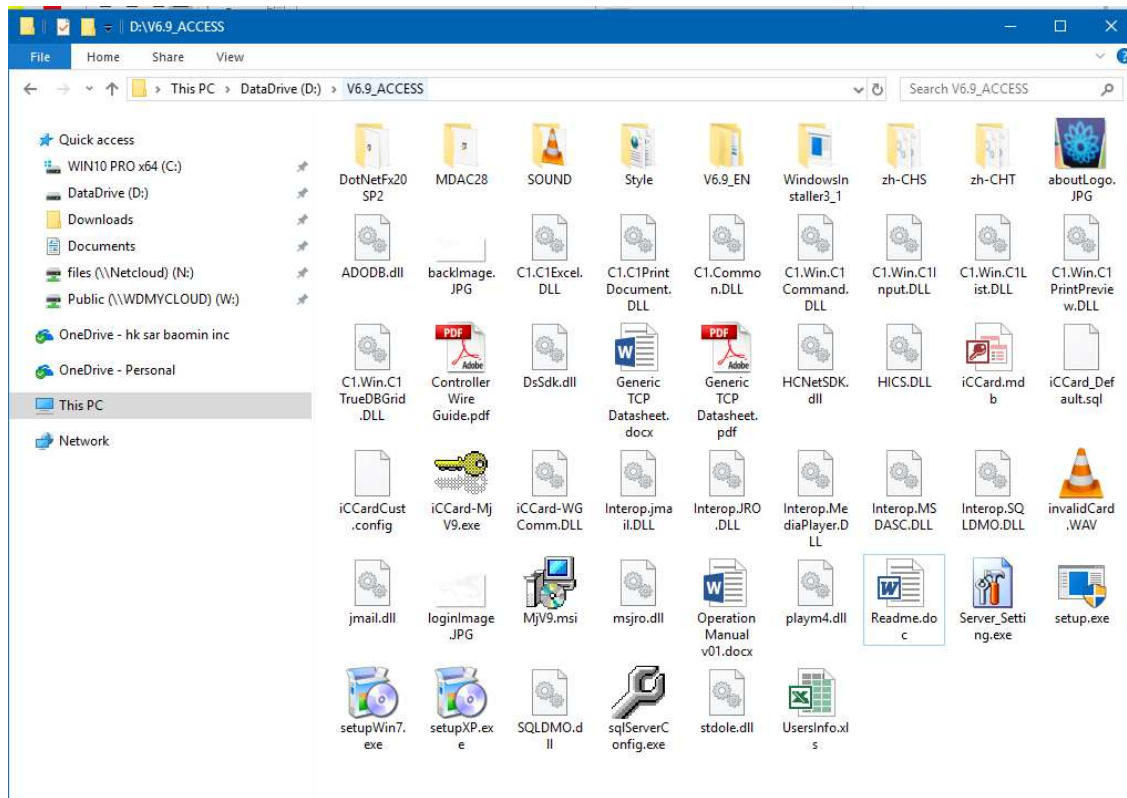 D:\V6.9_ACCESS
File Home Share View
This PC > DataDrive (D:) > V6.9_ACCESS
Search V6.9_ACCESS
Quick access
WIN10 PRO x64 (C:)
DataDrive (D:)
Downloads
Documents
files (\\Netcloud) (N:)
Public (\\WDMYCLOUD) (W:)
OneDrive - hk sar baomin inc
OneDrive - Personal
This PC
Network
DotNetFx20
SP2
MDAC28
SOUND
Style
V6.9_EN
WindowsIn
staller3_1
zh-CHS
zh-CHT
aboutLogo.
JPG
ADODB.dll
backImage.
JPG
C1.C1Excel.
DLL
C1.C1Print
Document.
DLL
C1.Commo
n.DLL
C1.Win.C1
Command.
DLL
C1.Win.C1I
nput.DLL
C1.Win.C1L
ist.DLL
C1.Win.C1
PrintPrevie
w.DLL
C1.Win.C1
TrueDBGrid
.DLL
PDF
Adobe
Controller
Wire
Guide.pdf
DsSdk.dll
W
Generic
TCP
Datasheet.
docx
PDF
Adobe
Generic
TCP
Datasheet.
pdf
HCNetSDK.
dll
HICS.DLL
iCCard.md
b
iCCard_Def
ault.sql
iCCardCust
.config
iCCard-Mj
V9.exe
iCCard-WG
Comm.DLL
Interop.jma
il.DLL
Interop.JRO
.DLL
Interop.Me
diaPlayer.D
LL
Interop.MS
DASC.DLL
Interop.SQ
LDMO.DLL
invalidCard
.WAV
jmail.dll
loginImage
.JPG
MjV9.msi
msjro.dll
W
Operation
Manual
v01.docx
playm4.dll
W
Readme.do
c
Server_Setti
ng.exe
setup.exe
setupWin7.
exe
setupXP.ex
e
SQLDMO.d
ll
sqlServerC
onfig.exe
stdole.dll
X
UsersInfo.xl
s